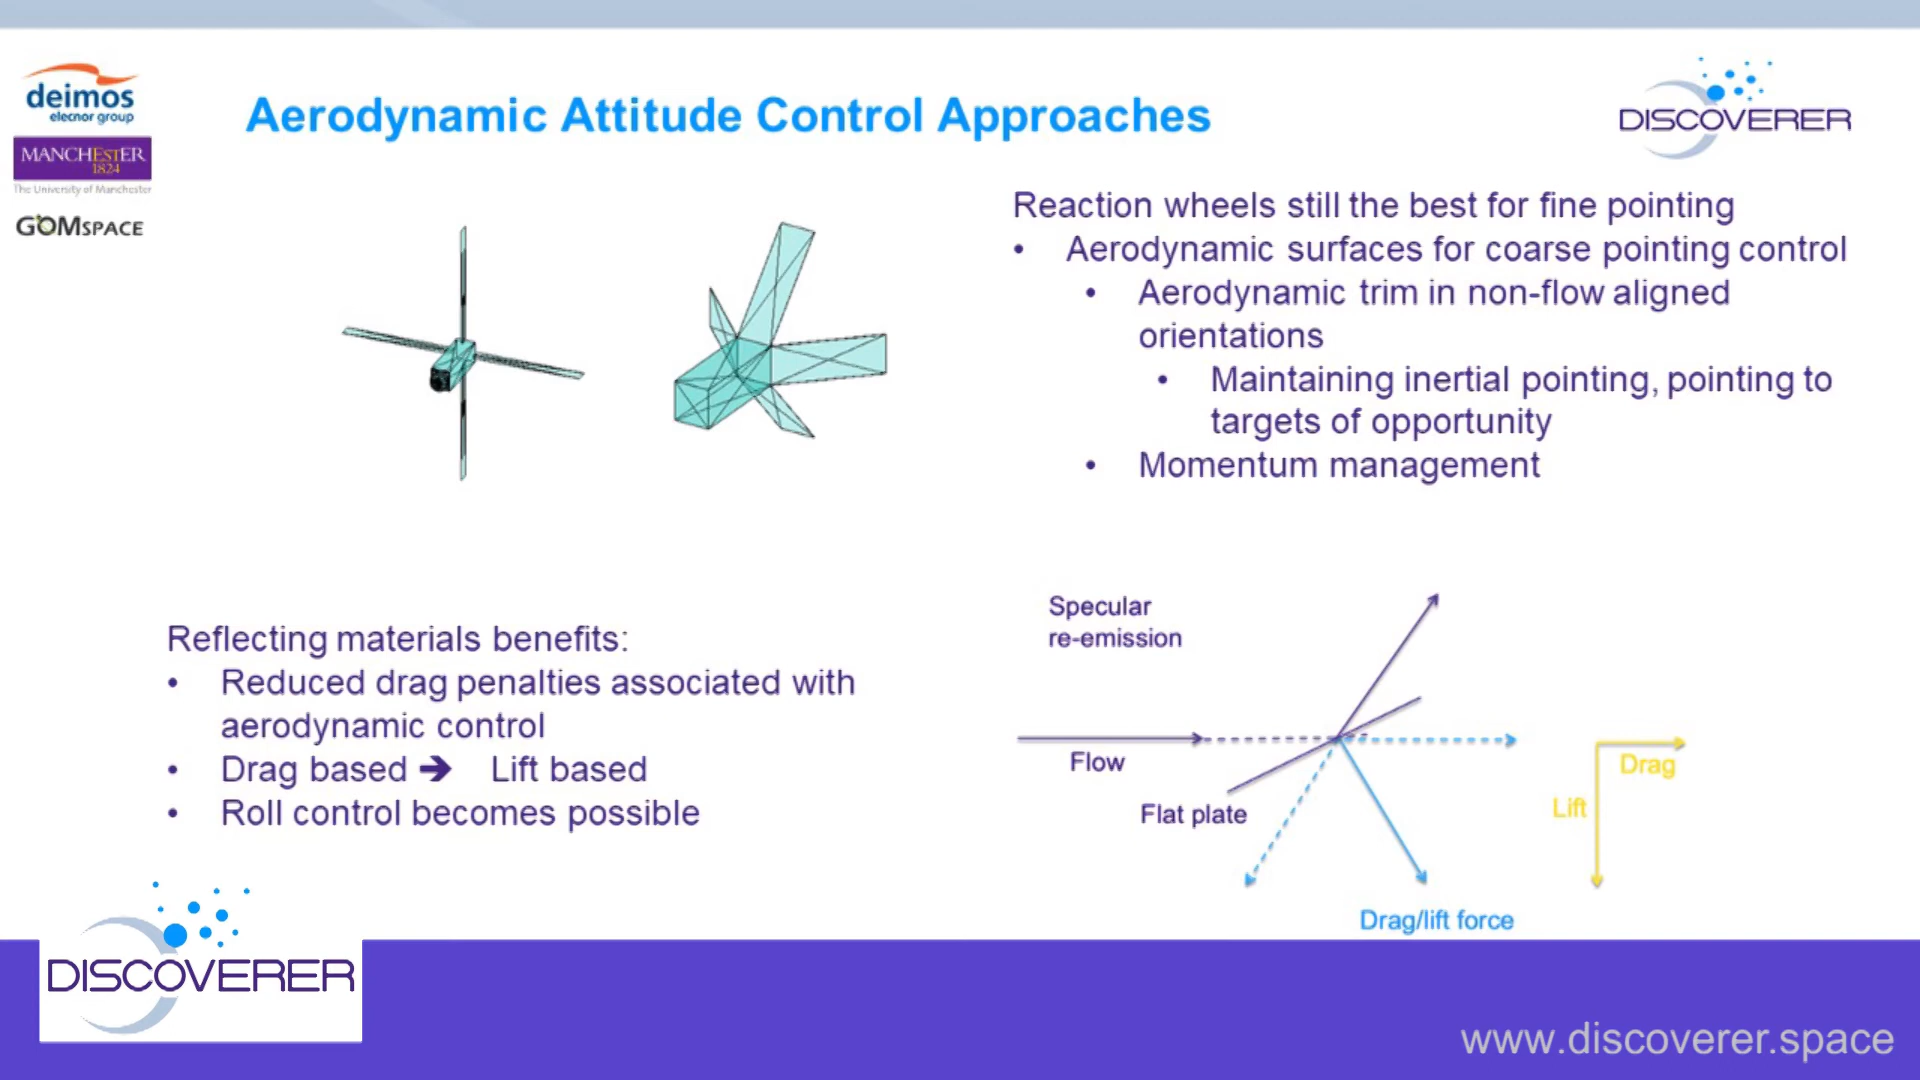 deimos
elecnor group
MANCHESTER
1824
The University of Manchester
GOMSPACE
Aerodynamic Attitude Control Approaches
DISCOVERER
Reaction wheels still the best for fine pointing
• Aerodynamic surfaces for coarse pointing control
• Aerodynamic trim in non-flow aligned
orientations
• Maintaining inertial pointing, pointing to
targets of opportunity
• Momentum management
Reflecting materials benefits:
• Reduced drag penalties associated with
aerodynamic control
• Drag based ➔ Lift based
• Roll control becomes possible
Specular
re-emission
Flow
Flat plate
Drag
Lift
Drag/lift force
DISCOVERER
www.discoverer.space